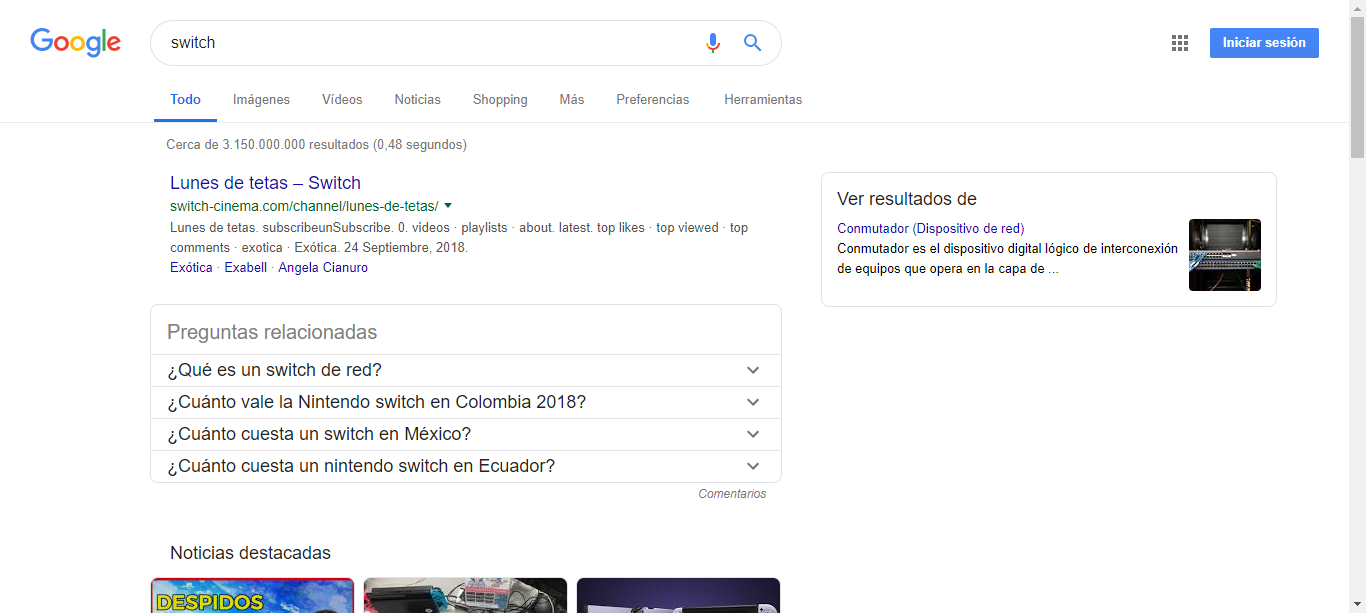 Google
switch
Iniciar sesión
Todo Imágenes Vídeos Noticias Shopping Más Preferencias Herramientas
Cerca de 3.150.000.000 resultados (0,48 segundos)
Lunes de tetas – Switch
switch-cinema.com/channel/lunes-de-tetas/
Lunes de tetas. subscribeunSubscribe. 0. videos · playlists · about. latest. top likes · top viewed · top
comments · exotica · Exótica. 24 Septiembre, 2018.
Exótica · Exabell · Angela Cianuro
Ver resultados de
Conmutador (Dispositivo de red)
Conmutador es el dispositivo digital lógico de interconexión
de equipos que opera en la capa de ...
Preguntas relacionadas
¿Qué es un switch de red?
¿Cuánto vale la Nintendo switch en Colombia 2018?
¿Cuánto cuesta un switch en México?
¿Cuánto cuesta un nintendo switch en Ecuador?
Comentarios
Noticias destacadas
DESPIDOS